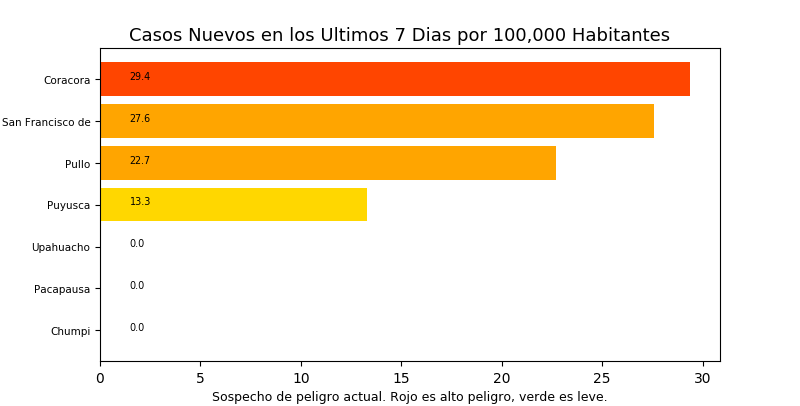 Casos Nuevos en los Ultimos 7 Dias por 100,000 Habitantes
Coracora 29.4
San Francisco de 27.6
Pullo 22.7
Puyusca 13.3
Upahuacho 0.0
Pacapausa 0.0
Chumpi 0.0
0 5 10 15 20 25 30
Sospecho de peligro actual. Rojo es alto peligro, verde es leve.